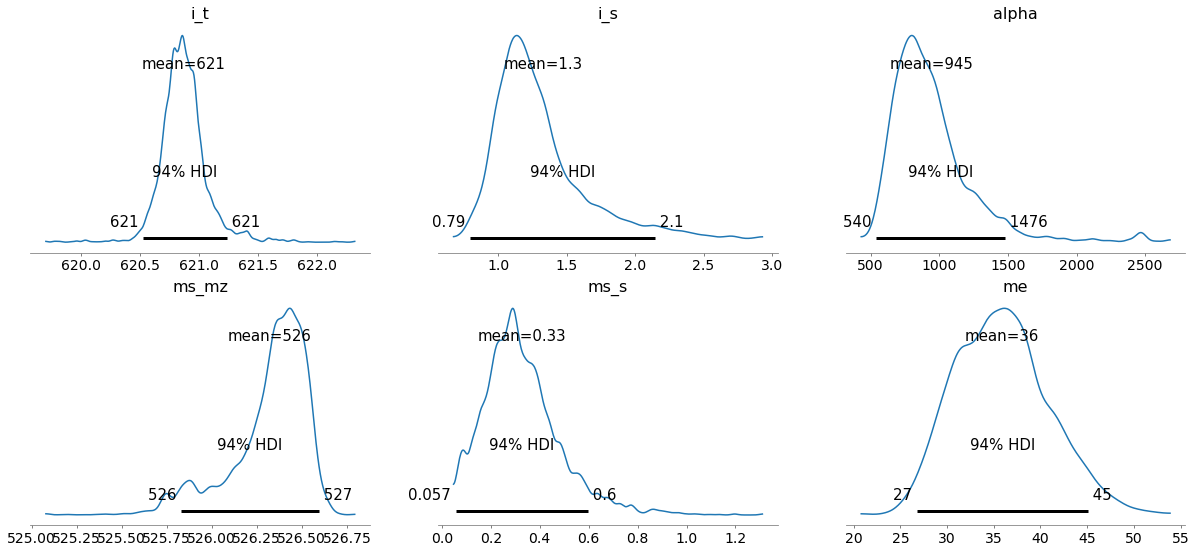 i_t
i_s
alpha
mean=621
mean=1.3
mean=945
94% HDI
94% HDI
94% HDI
621 621
0.79 2.1
540 1476
620.0 620.5 621.0 621.5 622.0
1.0 1.5 2.0 2.5 3.0
500 1000 1500 2000 2500
ms_mz
ms_s
me
mean=526
mean=0.33
mean=36
94% HDI
94% HDI
94% HDI
526 527
0.057 0.6
27 45
525.00 525.25 525.50 525.75 526.00 526.25 526.50 526.75
0.0 0.2 0.4 0.6 0.8 1.0 1.2
20 25 30 35 40 45 50 55